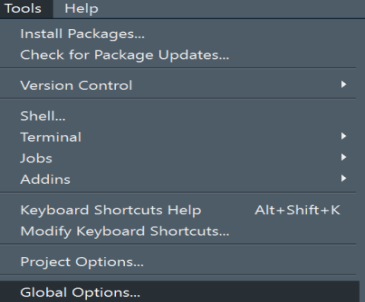 Tools Help
Install Packages...
Check for Package Updates...
Version Control
Shell...
Terminal
Jobs
Addins
Keyboard Shortcuts Help Alt+Shift+K
Modify Keyboard Shortcuts...
Project Options...
Global Options...